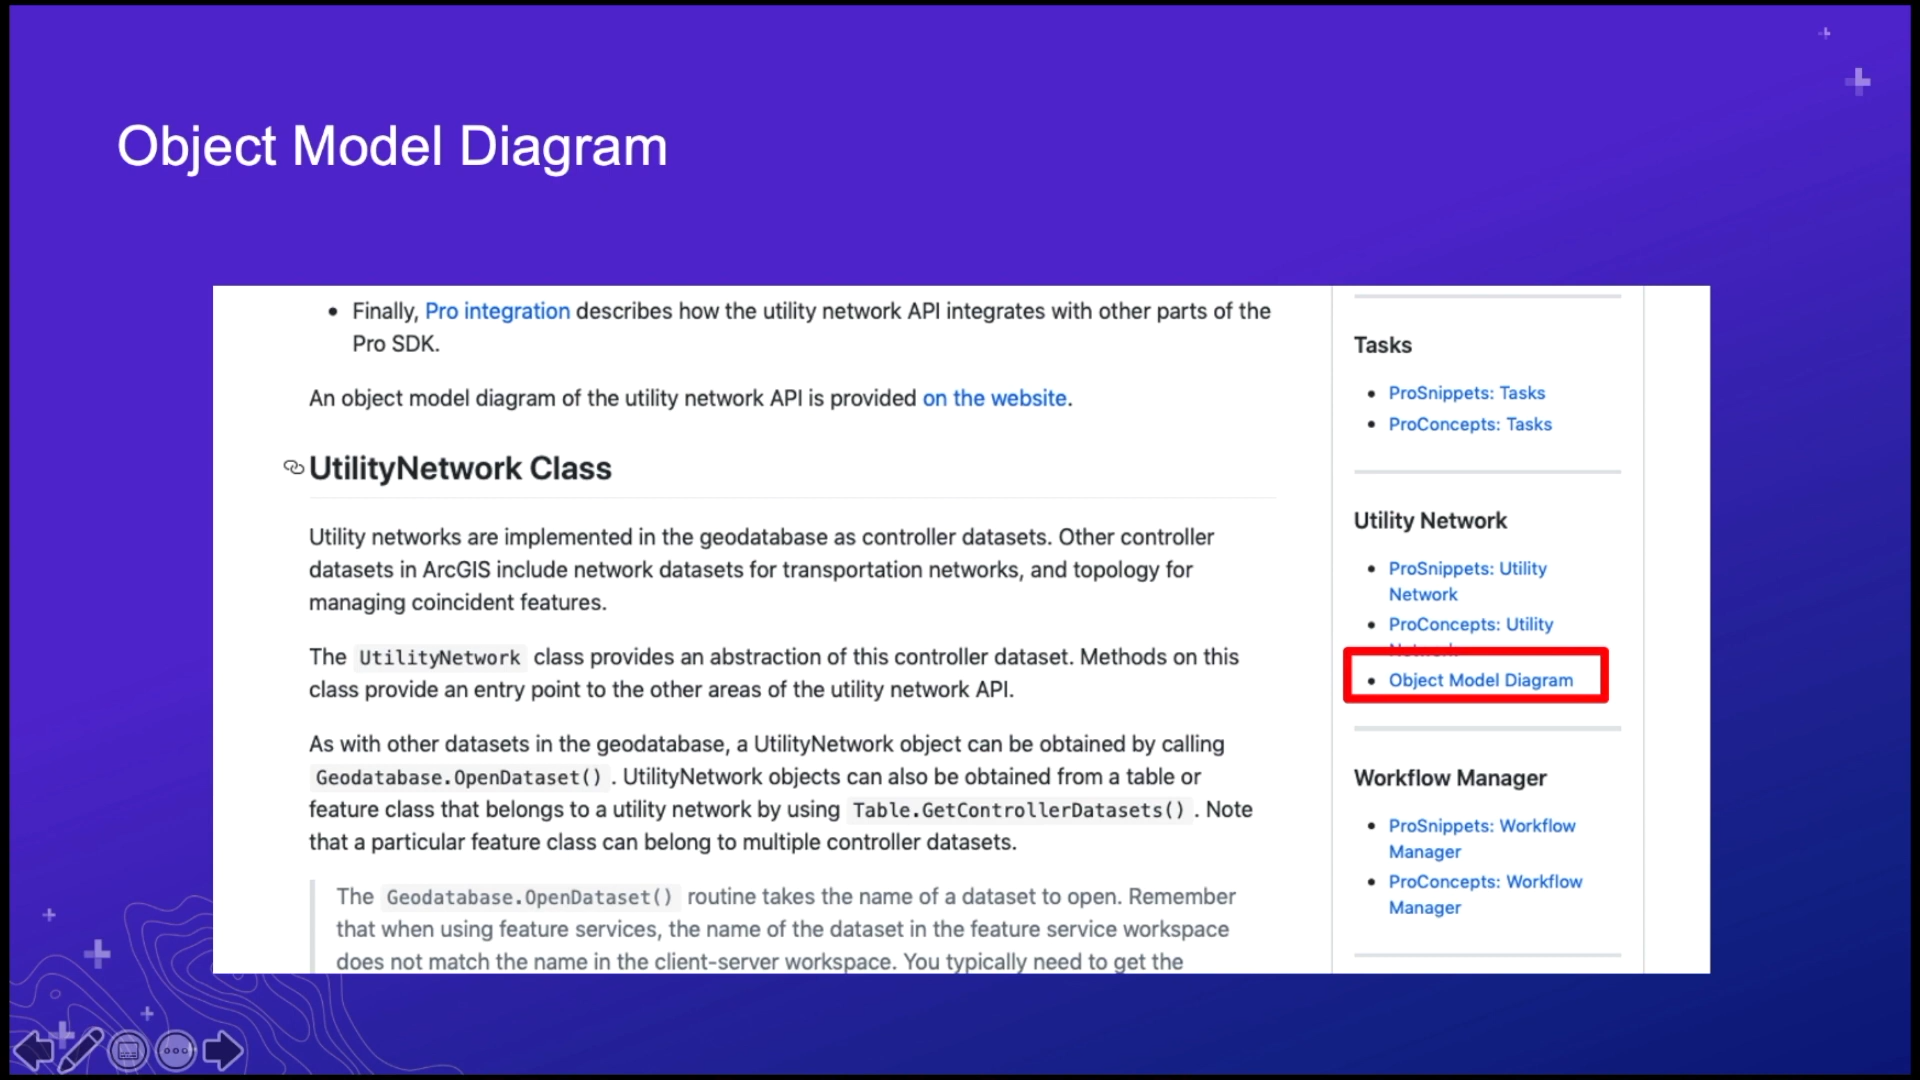 Object Model Diagram
• Finally, Pro integration describes how the utility network API integrates with other parts of the
Pro SDK.
An object model diagram of the utility network API is provided on the website.
UtilityNetwork Class
Utility networks are implemented in the geodatabase as controller datasets. Other controller
datasets in ArcGIS include network datasets for transportation networks, and topology for
managing coincident features.
The UtilityNetwork class provides an abstraction of this controller dataset. Methods on this
class provide an entry point to the other areas of the utility network API.
As with other datasets in the geodatabase, a UtilityNetwork object can be obtained by calling
Geodatabase.OpenDataset() . UtilityNetwork objects can also be obtained from a table or
feature class that belongs to a utility network by using Table.GetControllerDatasets() . Note
that a particular feature class can belong to multiple controller datasets.
The Geodatabase.OpenDataset() routine takes the name of a dataset to open. Remember
that when using feature services, the name of the dataset in the feature service workspace
does not match the name in the client-server workspace. You typically need to get the
Tasks
• ProSnippets: Tasks
• ProConcepts: Tasks
Utility Network
• ProSnippets: Utility
Network
• ProConcepts: Utility
• Object Model Diagram
Workflow Manager
• ProSnippets: Workflow
Manager
• ProConcepts: Workflow
Manager